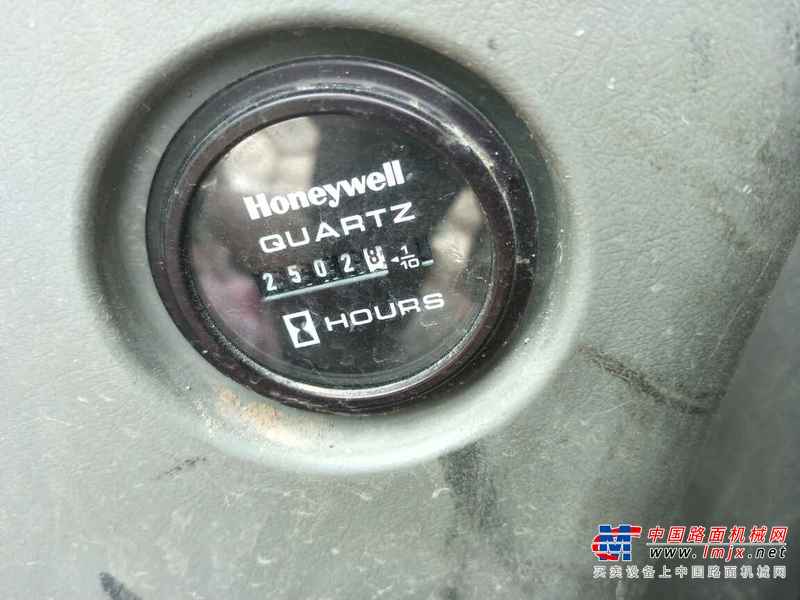 Honeywell
QUARTZ
25028 1/10
HOURS
中国路面机械网
www.lmjx.net
买卖设备上中国路面机械网